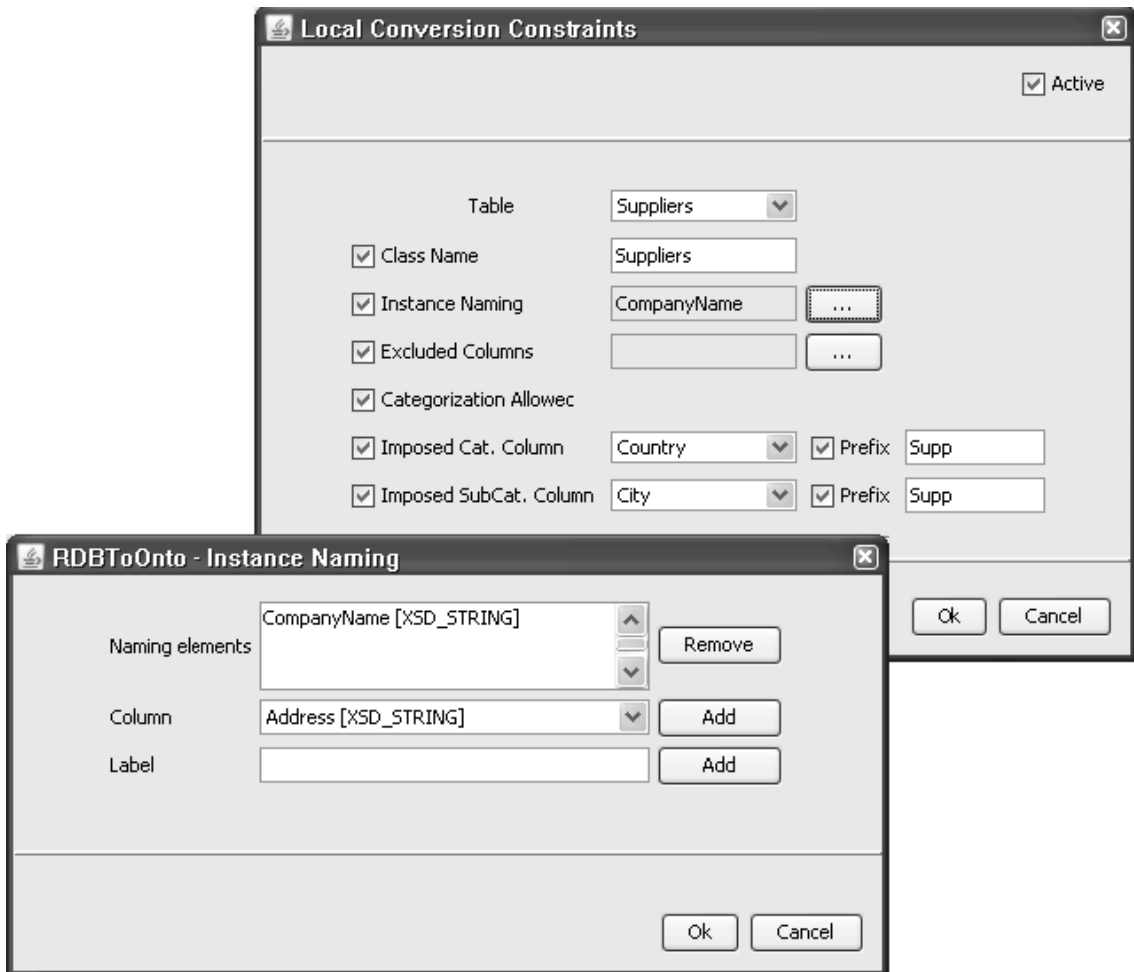 Local Conversion Constraints
Active
Table Suppliers
Class Name Suppliers
Instance Naming CompanyName ...
Excluded Columns ...
Categorization Allowec
Imposed Cat. Column Country Prefix Supp
Imposed SubCat. Column City Prefix Supp
Ok Cancel
RDBToOnto - Instance Naming
Naming elements CompanyName [XSD_STRING] Remove
Column Address [XSD_STRING] Add
Label Add
Ok Cancel